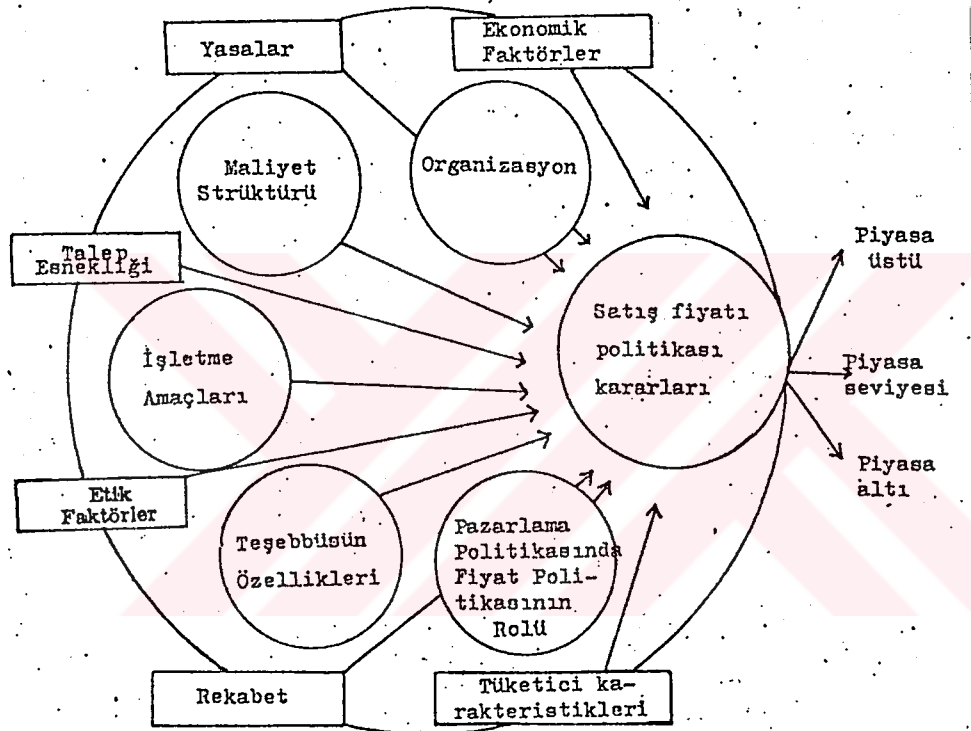 Yasalar
Ekonomik
Faktörler
Maliyet
Strüktürü
Organizasyon
Talep
Esnekliği
Piyasa
üstü
Satış fiyatı
politikası
kararları
İşletme
Amaçları
Piyasa
seviyesi
Piyasa
altı
Etik
Faktörler
Teşebbüsün
Özellikleri
Pazarlama
Politikasında
Fiyat Poli-
tikasının
Rolü
Rekabet
Tüketici ka-
rakteristikleri